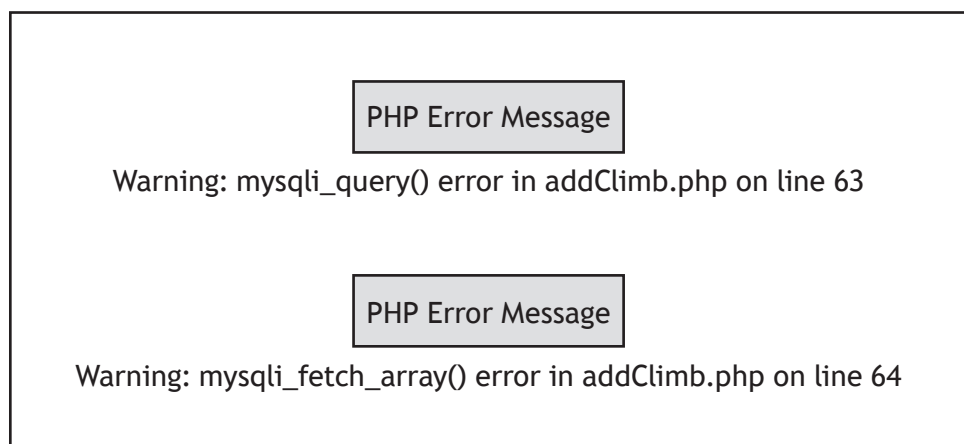 PHP Error Message
Warning: mysqli_query() error in addClimb.php on line 63
PHP Error Message
Warning: mysqli_fetch_array() error in addClimb.php on line 64